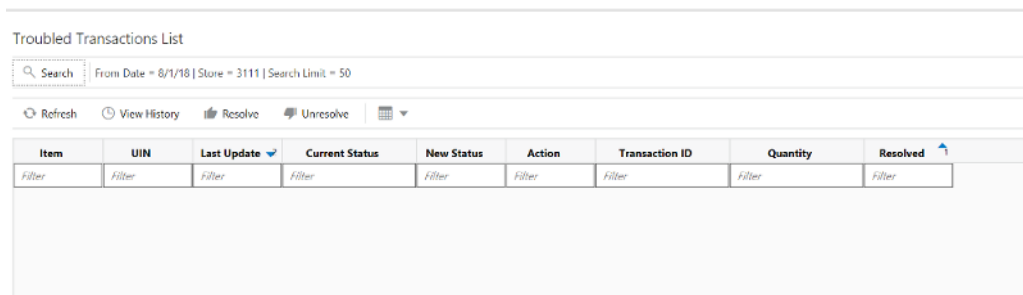 Troubled Transactions List
Search From Date = 8/1/18 | Store = 3111 | Search Limit = 50
Refresh View History Resolve Unresolve
Item UIN Last Update 2 Current Status New Status Action Transaction ID Quantity Resolved 1
Filter Filter Filter Filter Filter Filter Filter Filter Filter